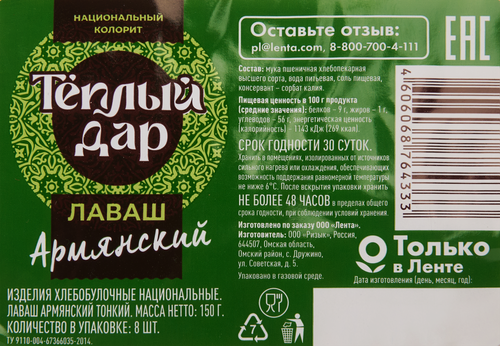 НАЦИОНАЛЬНЫЙ
КОЛОРИТ
Тёплый
Дар
ЛАВАШ
Армянский
ИЗДЕЛИЯ ХЛЕБОБУЛОЧНЫЕ НАЦИОНАЛЬНЫЕ.
ЛАВАШ АРМЯНСКИЙ ТОНКИЙ. МАССА НЕТТО: 150 Г.
КОЛИЧЕСТВО В УПАКОВКЕ: 8 ШТ.
ТУ 9110-004-67366035-2014.
Оставьте отзыв:
pl@lenta.com, 8-800-700-4-111
EAC
Состав: мука пшеничная хлебопекарная
высшего сорта, вода питьевая, соль пищевая,
консервант – сорбат калия.
Пищевая ценность в 100 г продукта
(средние значения): белков – 9 г, жиров – 1 г,
углеводов – 56 г, энергетическая ценность
(калорийность) – 1143 кДж (269 ккал).
СРОК ГОДНОСТИ 30 СУТОК.
Хранить в помещениях, изолированных от источников
сильного нагрева или охлаждения, обеспечивающих
возможность поддержания равномерной температуры
не ниже 6°С. После вскрытия упаковки хранить
НЕ БОЛЕЕ 48 ЧАСОВ в пределах общего
срока годности, при соблюдении условий хранения.
Изготовлено по заказу ООО «Лента».
Изготовитель: ООО «Ризык», Россия,
644507, Омская область,
Омский район, с. Дружино,
ул. Советская, д. 5.
Упаковано в газовой среде.
7
4606068764333
Только
в Ленте
Дата изготовления (день, месяц, год):